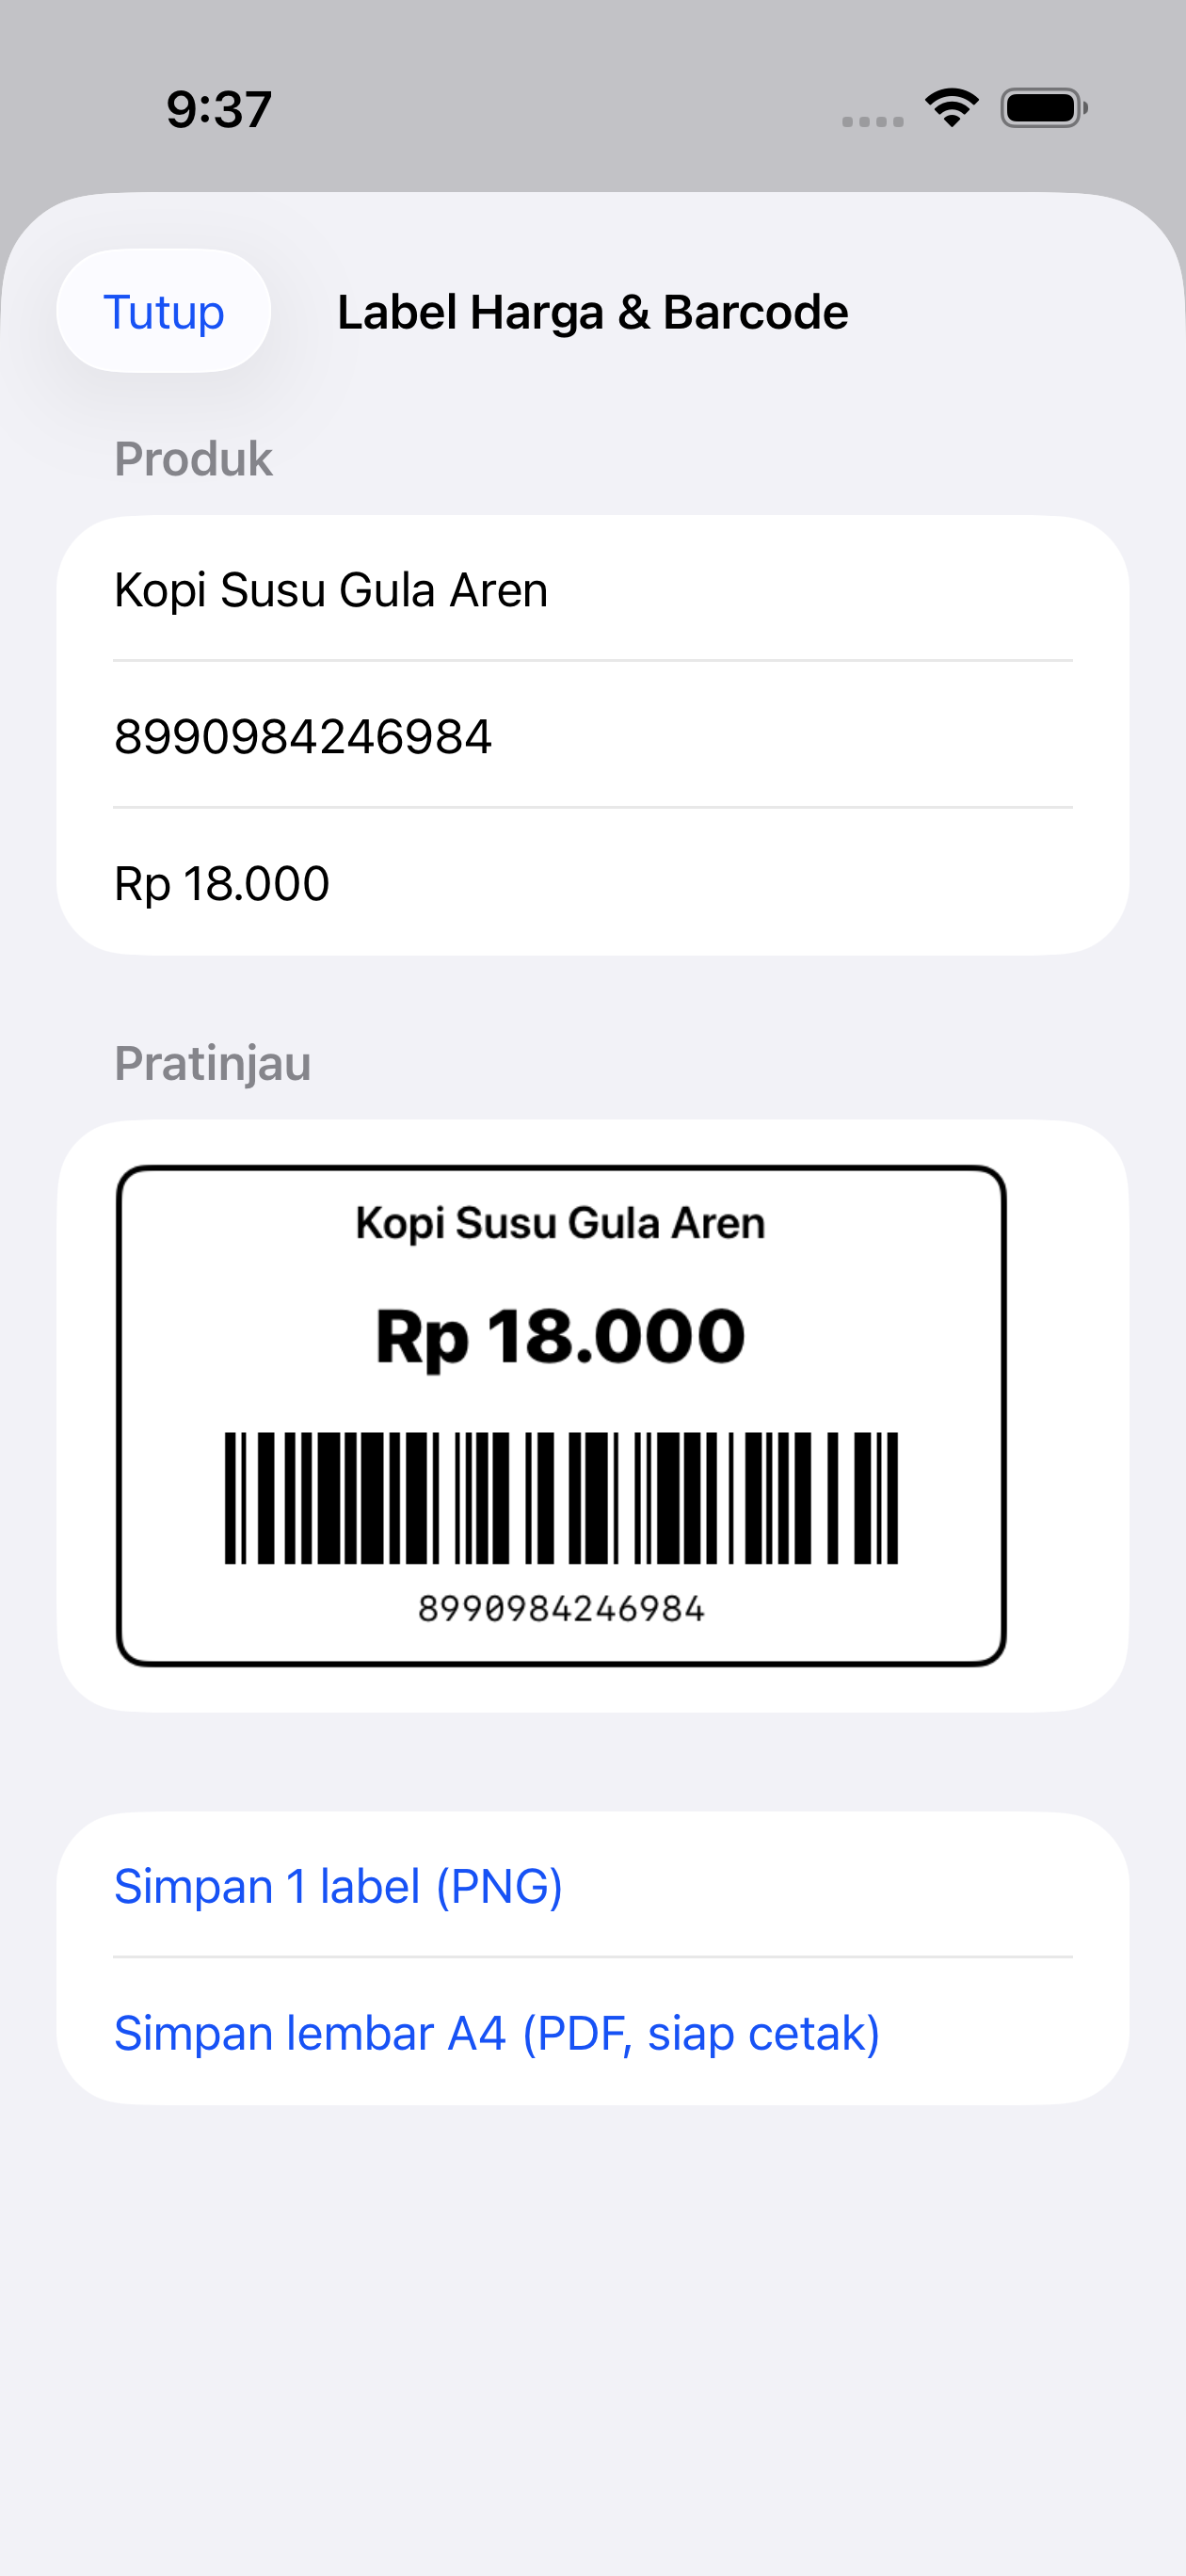 9:37
Tutup
Label Harga & Barcode
Produk
Kopi Susu Gula Aren
8990984246984
Rp 18.000
Pratinjau
Kopi Susu Gula Aren
Rp 18.000
8990984246984
Simpan 1 label (PNG)
Simpan lembar A4 (PDF, siap cetak)